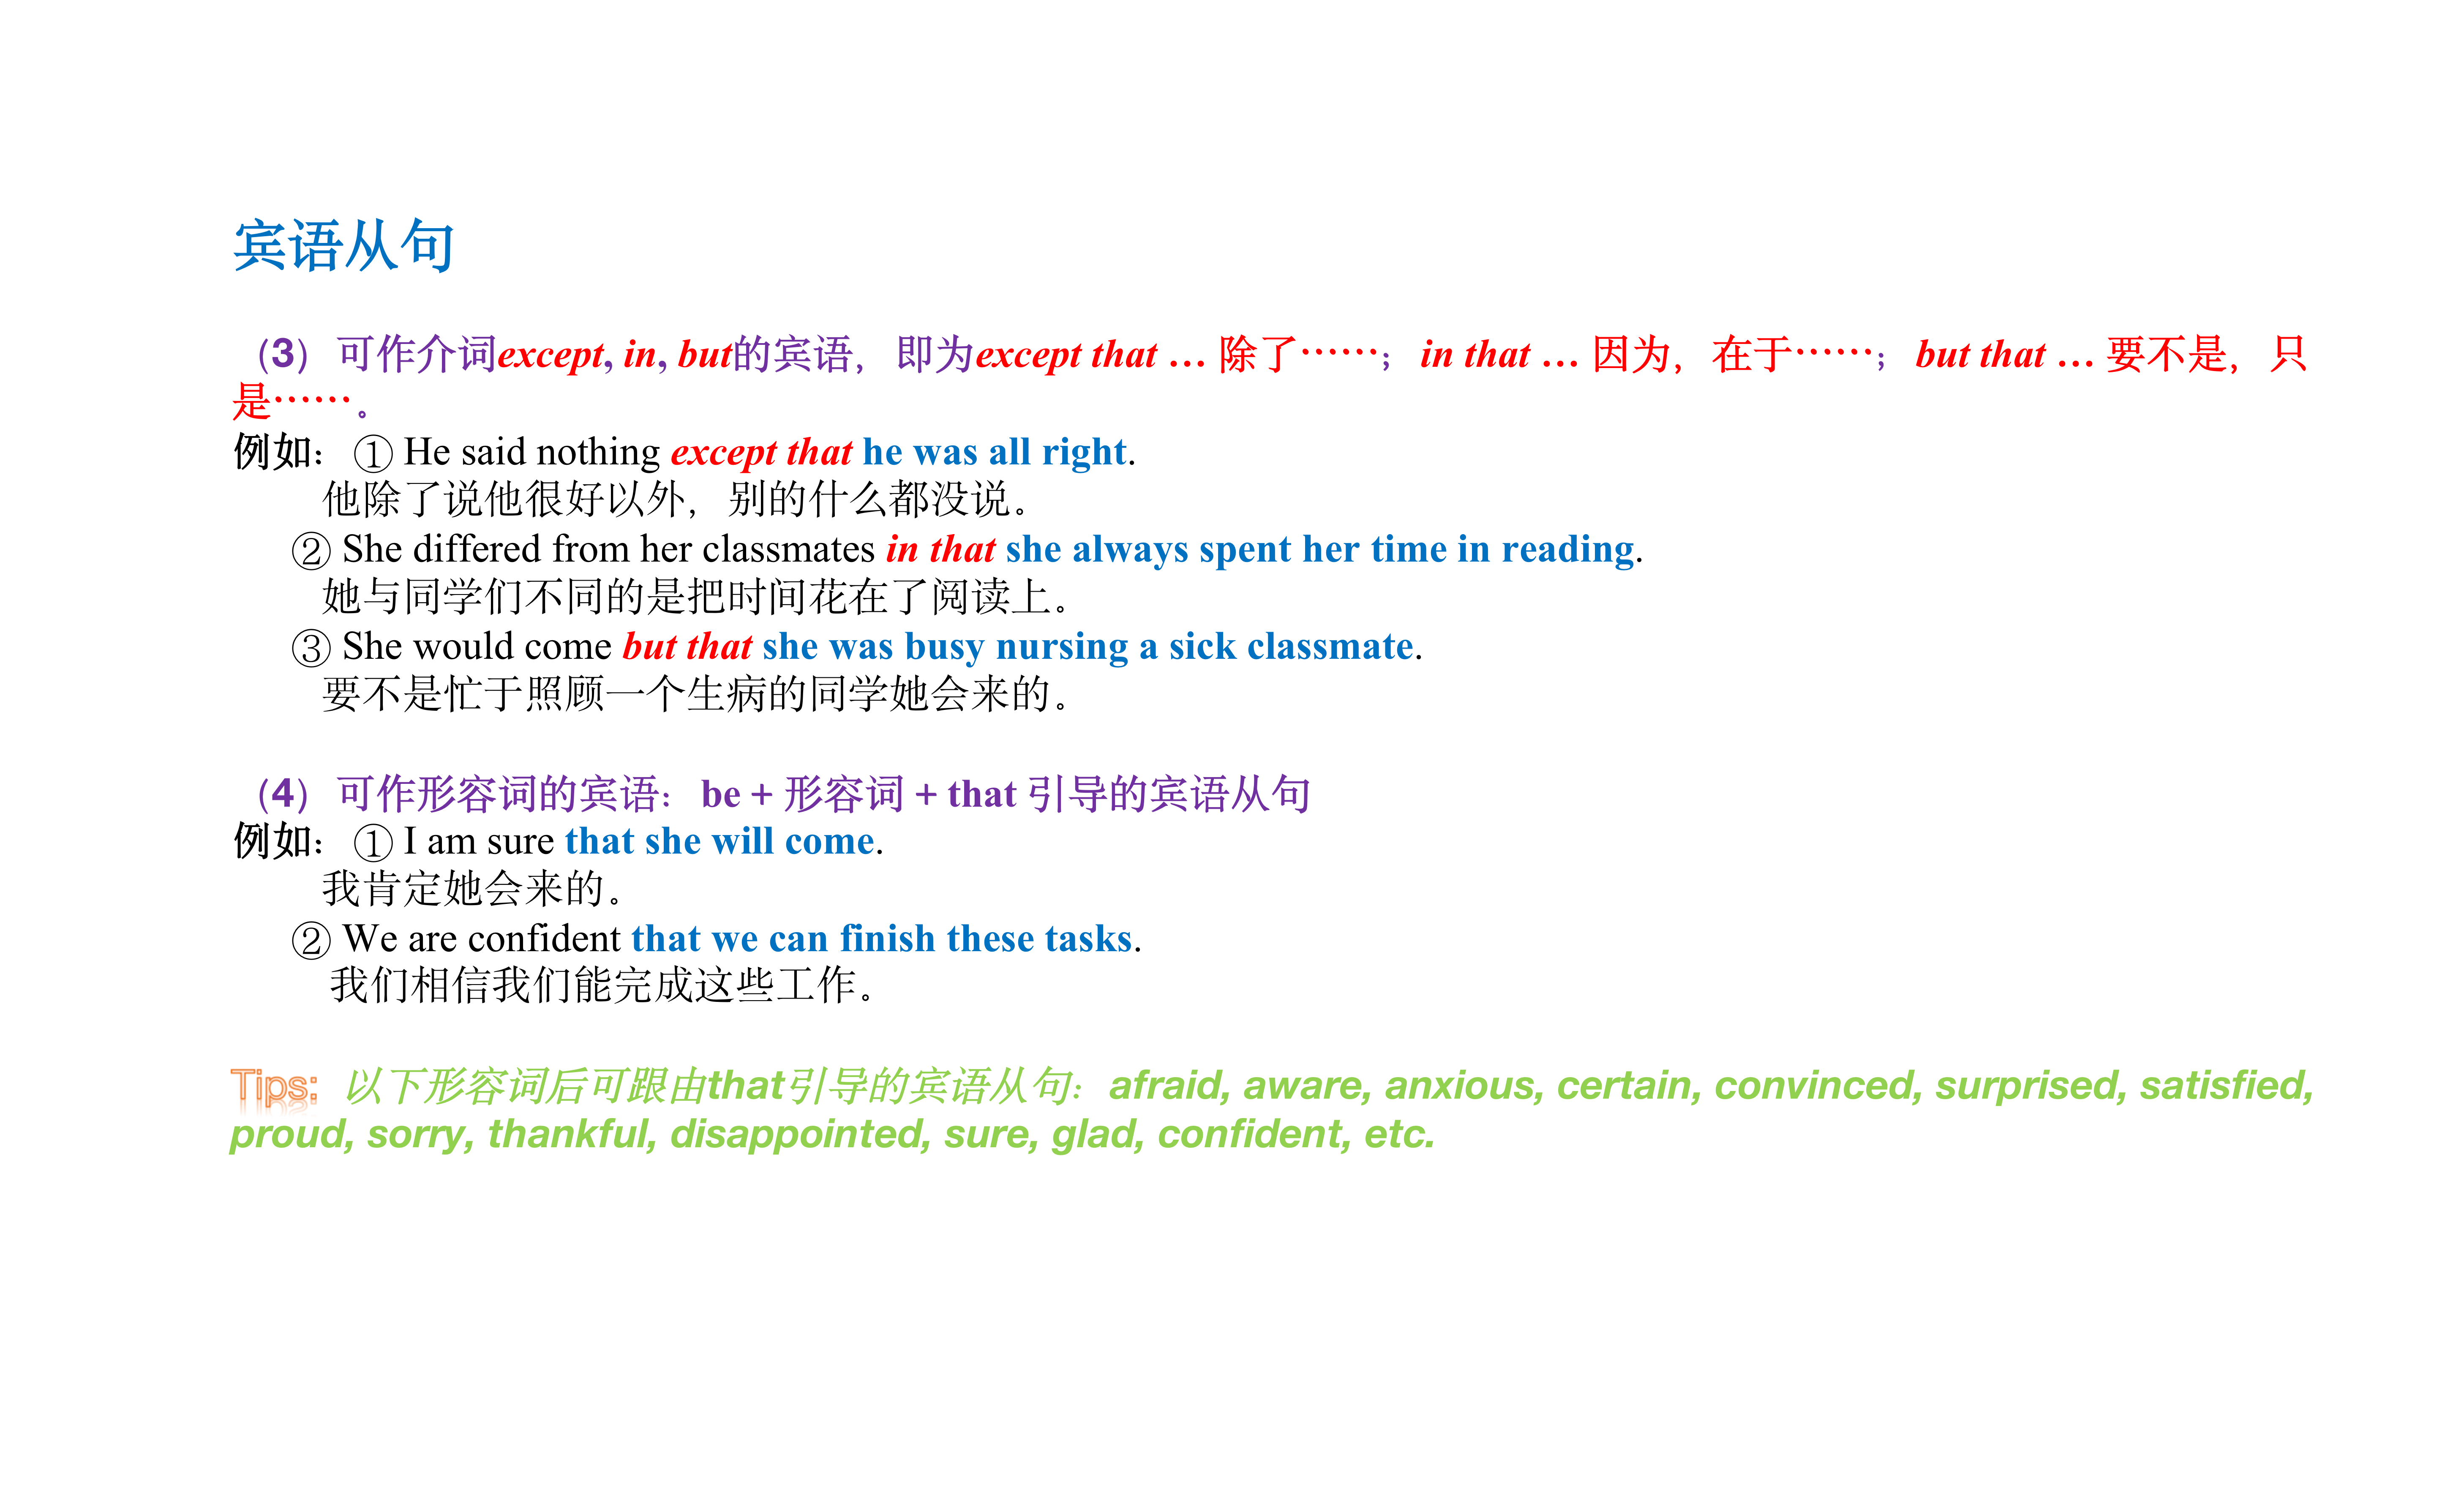 宾语从句
（3）可作介词except, in, but的宾语，即为except that … 除了……；in that … 因为，在于……；but that … 要不是，只
是……。
例如：① He said nothing except that he was all right.
他除了说他很好以外，别的什么都没说。
② She differed from her classmates in that she always spent her time in reading.
她与同学们不同的是把时间花在了阅读上。
③ She would come but that she was busy nursing a sick classmate.
要不是忙于照顾一个生病的同学她会来的。
（4）可作形容词的宾语：be + 形容词 + that 引导的宾语从句
例如：① I am sure that she will come.
我肯定她会来的。
② We are confident that we can finish these tasks.
我们相信我们能完成这些工作。
Tips: 以下形容词后可跟由that引导的宾语从句：afraid, aware, anxious, certain, convinced, surprised, satisfied,
proud, sorry, thankful, disappointed, sure, glad, confident, etc.